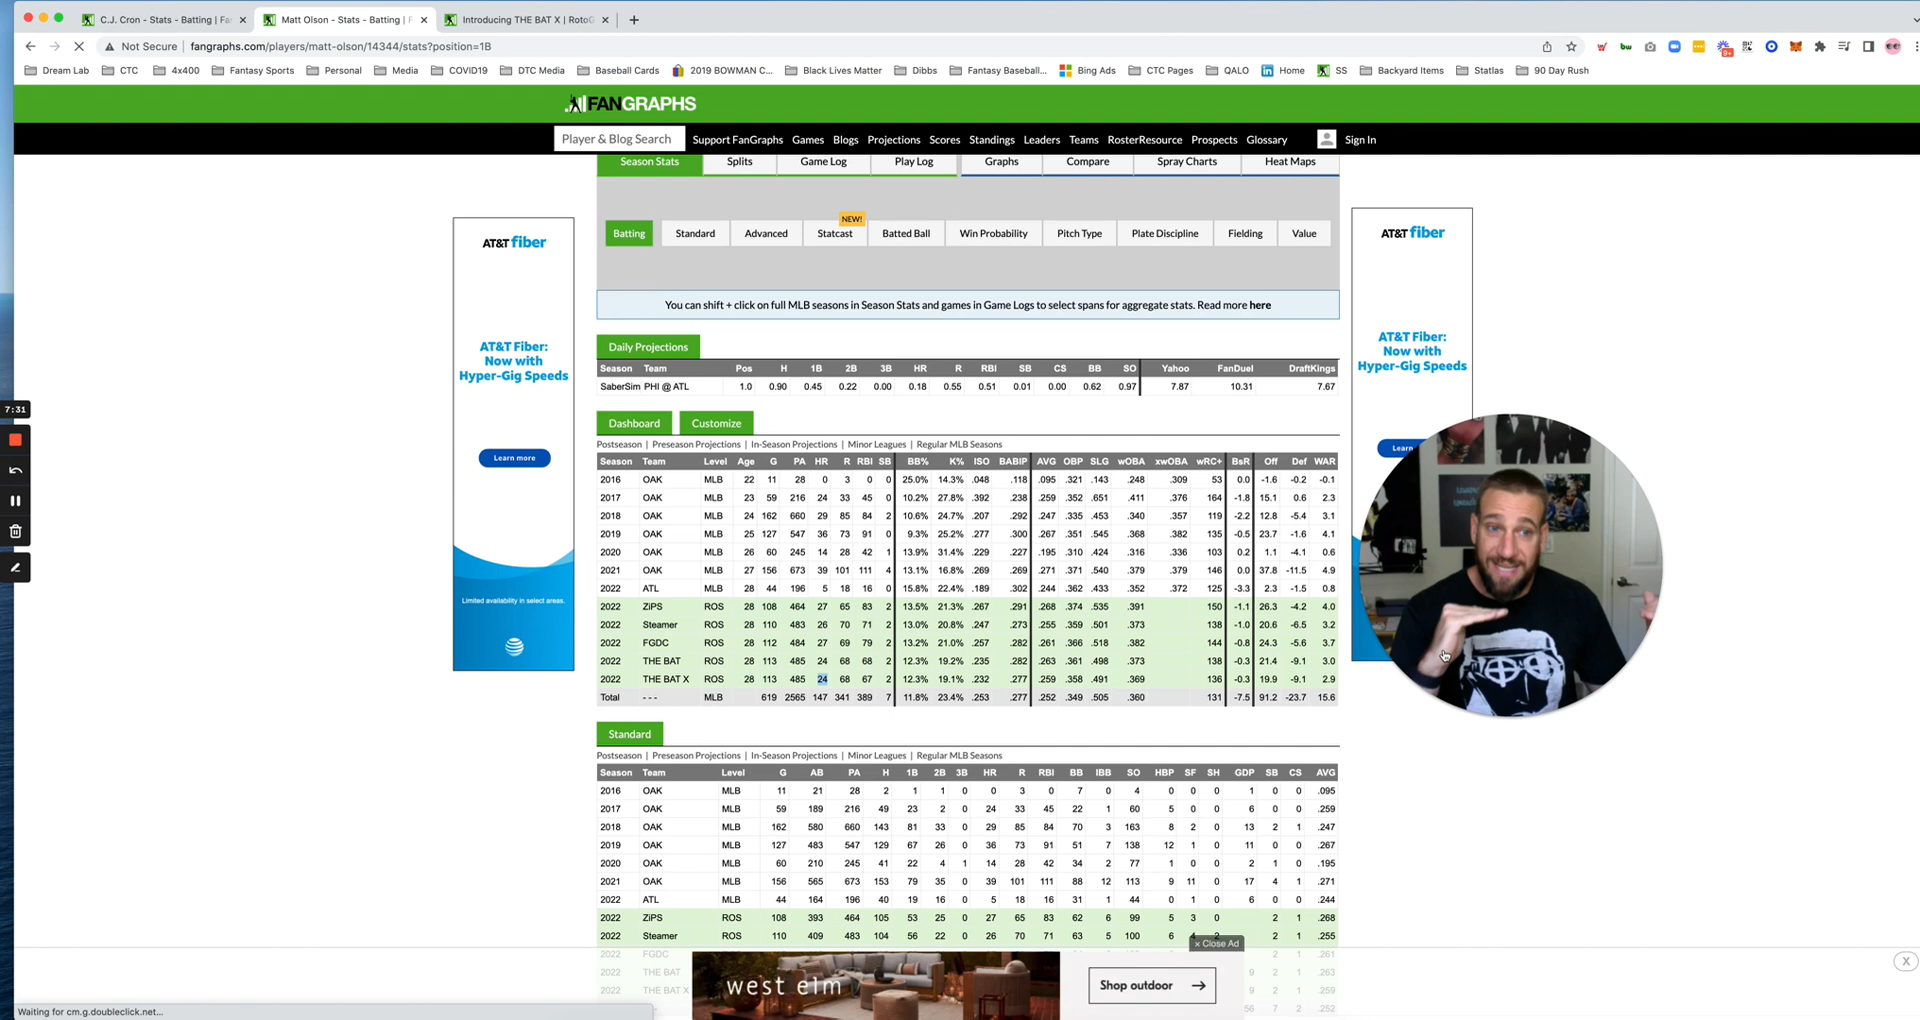 C.J. Cron - Stats - Batting | Fa
Matt Olson - Stats - Batting | F
Introducing THE BAT X | RotoG
Not Secure | fangraphs.com/players/matt-olson/14344/stats?position=1B
Dream Lab CTC 4x400 Fantasy Sports Personal Media COVID19 DTC Media Baseball Cards 2019 BOWMAN C... Black Lives Matter Dibbs Fantasy Baseball... Bing Ads CTC Pages QALO Home SS Backyard Items Statlas 90 Day Rush
FANGRAPHS
Player & Blog Search Support FanGraphs Games Blogs Projections Scores Standings Leaders Teams RosterResource Prospects Glossary Sign In
Season Stats Splits Game Log Play Log Graphs Compare Spray Charts Heat Maps
NEW!
Batting Standard Advanced Statcast Batted Ball Win Probability Pitch Type Plate Discipline Fielding Value
You can shift + click on full MLB seasons in Season Stats and games in Game Logs to select spans for aggregate stats. Read more here
Daily Projections
Season Team Pos H 1B 2B 3B HR R RBI SB CS BB SO Yahoo FanDuel DraftKings
SaberSim PHI @ ATL 1.0 0.90 0.45 0.22 0.00 0.18 0.55 0.51 0.01 0.00 0.62 0.97 7.87 10.31 7.67
Dashboard Customize
Postseason | Preseason Projections | In-Season Projections | Minor Leagues | Regular MLB Seasons
Season Team Level Age G PA HR R RBI SB BB% K% ISO BABIP AVG OBP SLG wOBA xwOBA wRC+ BsR Off Def WAR
2016 OAK MLB 22 11 28 0 3 0 0 25.0% 14.3% .048 .118 .095 .321 .143 .248 .309 53 0.0 -1.6 -0.2 -0.1
2017 OAK MLB 23 59 216 24 33 45 0 10.2% 27.8% .392 .238 .259 .352 .651 .411 .376 164 -1.8 15.1 0.6 2.3
2018 OAK MLB 24 162 660 29 85 84 2 10.6% 24.7% .207 .292 .247 .335 .453 .340 .357 119 -2.2 12.8 -5.4 3.1
2019 OAK MLB 25 127 547 36 73 91 0 9.3% 25.2% .277 .300 .267 .351 .545 .368 .382 135 -0.5 23.7 -1.6 4.1
2020 OAK MLB 26 60 245 14 28 42 1 13.9% 31.4% .229 .227 .195 .310 .424 .316 .336 103 0.2 1.1 -4.1 0.6
2021 OAK MLB 27 156 673 39 101 111 4 13.1% 16.8% .269 .269 .271 .371 .540 .379 .379 146 0.0 37.8 -11.5 4.9
2022 ATL MLB 28 44 196 5 18 16 0 15.8% 22.4% .189 .302 .244 .362 .433 .352 .372 125 -3.3 2.3 -1.5 0.8
2022 ZiPS ROS 28 108 464 27 65 83 2 13.5% 21.3% .267 .291 .268 .374 .535 .391 150 -1.1 26.3 -4.2 4.0
2022 Steamer ROS 28 110 483 26 70 71 2 13.0% 20.8% .247 .273 .255 .359 .501 .373 138 -1.0 20.6 -6.5 3.2
2022 FGDC ROS 28 112 484 27 69 79 2 13.2% 21.0% .257 .282 .261 .366 .518 .382 144 -0.8 24.3 -5.6 3.7
2022 THE BAT ROS 28 113 485 24 68 68 2 12.3% 19.2% .235 .282 .263 .361 .498 .373 138 -0.3 21.4 -9.1 3.0
2022 THE BAT X ROS 28 113 485 24 68 67 2 12.3% 19.1% .232 .277 .259 .358 .491 .369 136 -0.3 19.9 -9.1 2.9
Total - - - MLB 619 2565 147 341 389 7 11.8% 23.4% .253 .277 .252 .349 .505 .360 131 -7.5 91.2 -23.7 15.6
Standard
Postseason | Preseason Projections | In-Season Projections | Minor Leagues | Regular MLB Seasons
Season Team Level G AB PA H 1B 2B 3B HR R RBI BB IBB SO HBP SF SH GDP SB CS AVG
2016 OAK MLB 11 21 28 2 1 1 0 0 3 0 7 0 4 0 0 0 1 0 0 .095
2017 OAK MLB 59 189 216 49 23 2 0 24 33 45 22 1 60 5 0 0 0 0 0 .259
2018 OAK MLB 162 580 660 143 81 33 0 29 85 84 70 3 163 8 2 0 13 2 1 .247
2019 OAK MLB 127 483 547 129 67 26 0 36 73 91 51 7 138 12 1 0 11 0 0 .267
2020 OAK MLB 60 210 245 41 22 4 1 14 28 42 34 2 77 1 0 0 2 1 0 .195
2021 OAK MLB 156 565 673 153 79 35 0 39 101 111 88 12 113 9 11 0 17 4 1 .271
2022 ATL MLB 44 164 196 40 19 16 0 5 18 16 31 1 44 0 1 0 6 0 0 .244
2022 ZiPS ROS 108 393 464 105 53 25 0 27 65 83 62 6 99 5 3 0 2 1 .268
2022 Steamer ROS 110 409 483 104 56 22 0 26 70 71 63 5 100 6 4 2 2 1 .255
2022 FGDC 2 1 .261
2022 THE BAT 9 2 1 .263
2022 THE BAT X 9 2 1 .259
56 7 2 .252
AT&T fiber
AT&T Fiber:
Now with
Hyper-Gig Speeds
Learn more
Limited availability in select areas.
AT&T fiber
AT&T Fiber:
Now with
Hyper-Gig Speeds
Learn
7:31
× Close Ad
west elm
Shop outdoor →
X
Waiting for cm.g.doubleclick.net...